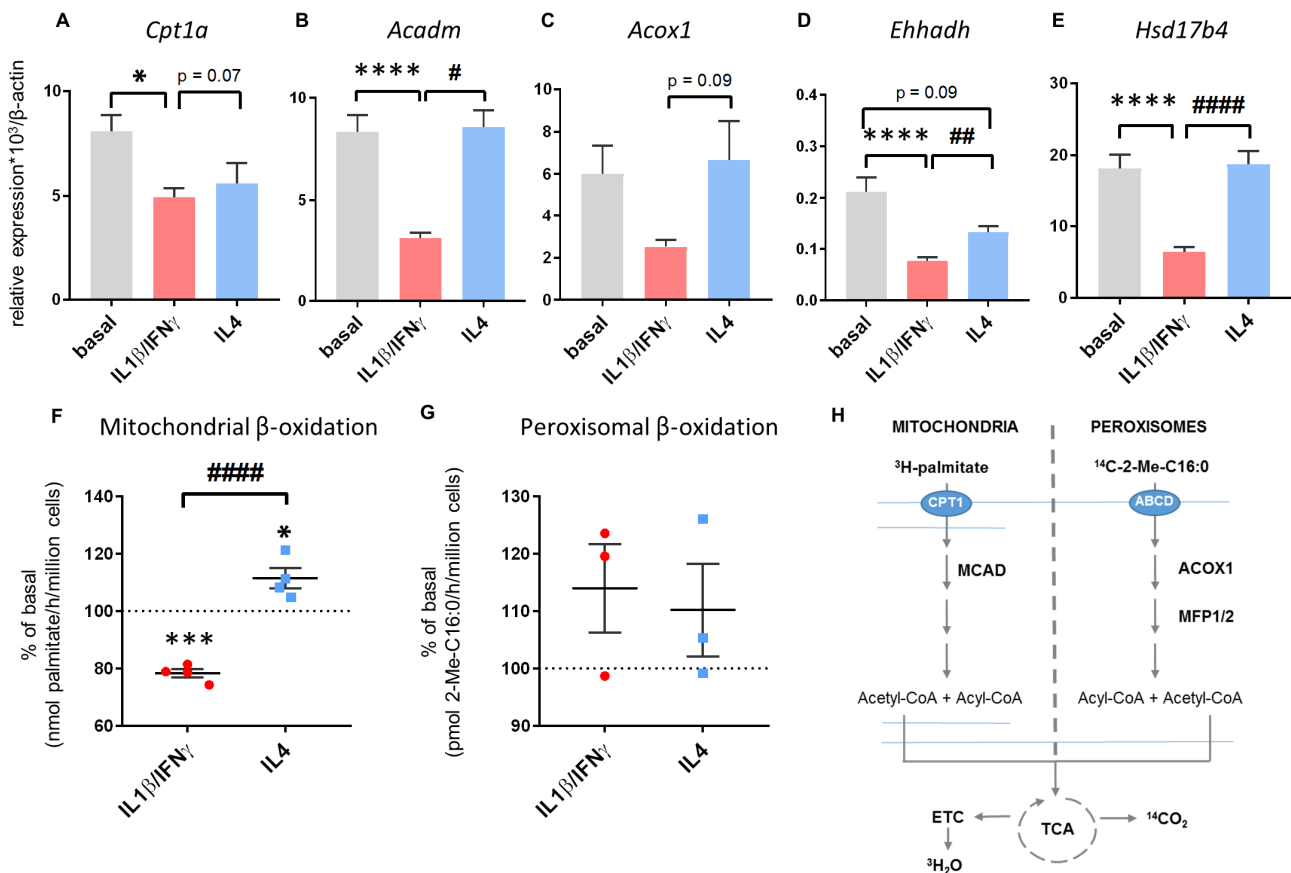 A
Cpt1a
relative expression*10³/β-actin
10
5
0
*
p = 0.07
basal
IL1β/IFNγ
IL4
B
Acadm
10
5
0
****
#
basal
IL1β/IFNγ
IL4
C
Acox1
10
8
6
4
2
0
p = 0.09
basal
IL1β/IFNγ
IL4
D
Ehhadh
0.4
0.3
0.2
0.1
0.0
p = 0.09
****
##
basal
IL1β/IFNγ
IL4
E
Hsd17b4
30
20
10
0
****
####
basal
IL1β/IFNγ
IL4
F
Mitochondrial β-oxidation
% of basal
(nmol palmitate/h/million cells)
140
120
100
80
60
####
*
***
IL1β/IFNγ
IL4
G
Peroxisomal β-oxidation
% of basal
(pmol 2-Me-C16:0/h/million cells)
130
120
110
100
90
IL1β/IFNγ
IL4
H
MITOCHONDRIA
PEROXISOMES
³H-palmitate
¹⁴C-2-Me-C16:0
CPT1
ABCD
MCAD
ACOX1
MFP1/2
Acetyl-CoA + Acyl-CoA
Acyl-CoA + Acetyl-CoA
ETC
TCA
¹⁴CO₂
³H₂O